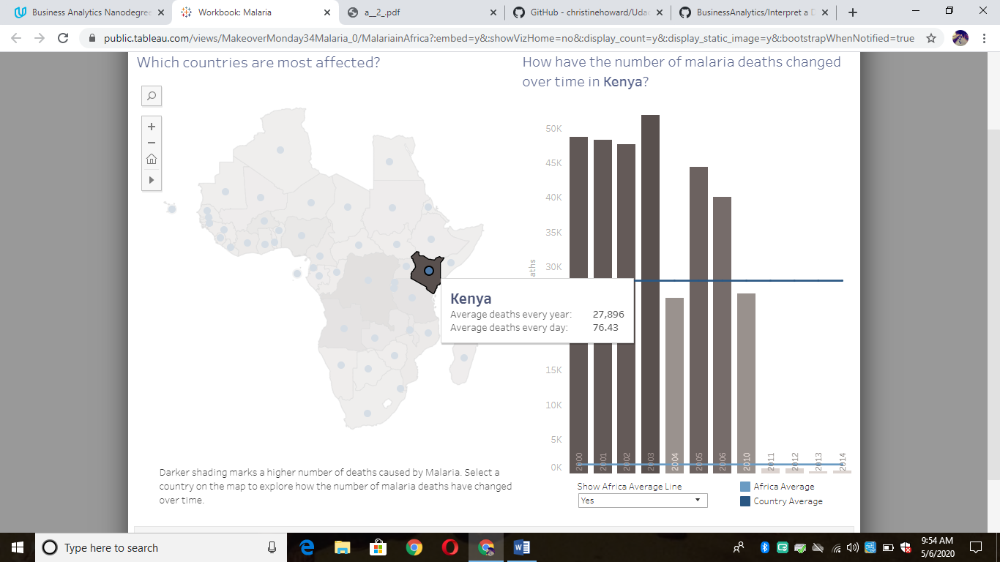 Business Analytics Nanodegree
Workbook: Malaria
a__2_.pdf
GitHub - christinehoward/Udac
BusinessAnalytics/Interpret a D
public.tableau.com/views/MakeoverMonday34Malaria_0/MalariainAfrica?:embed=y&:showVizHome=no&:display_count=y&:display_static_image=y&:bootstrapWhenNotified=true
Which countries are most affected?
How have the number of malaria deaths changed
over time in Kenya?
50K
45K
40K
35K
30K
15K
10K
5K
0K
aths
Kenya
Average deaths every year: 27,896
Average deaths every day: 76.43
2000 2001 2002 2003 2004 2005 2006 2010 2011 2012 2013 2014
Darker shading marks a higher number of deaths caused by Malaria. Select a
country on the map to explore how the number of malaria deaths have changed
over time.
Show Africa Average Line
Yes
Africa Average
Country Average
Type here to search
9:54 AM
5/6/2020